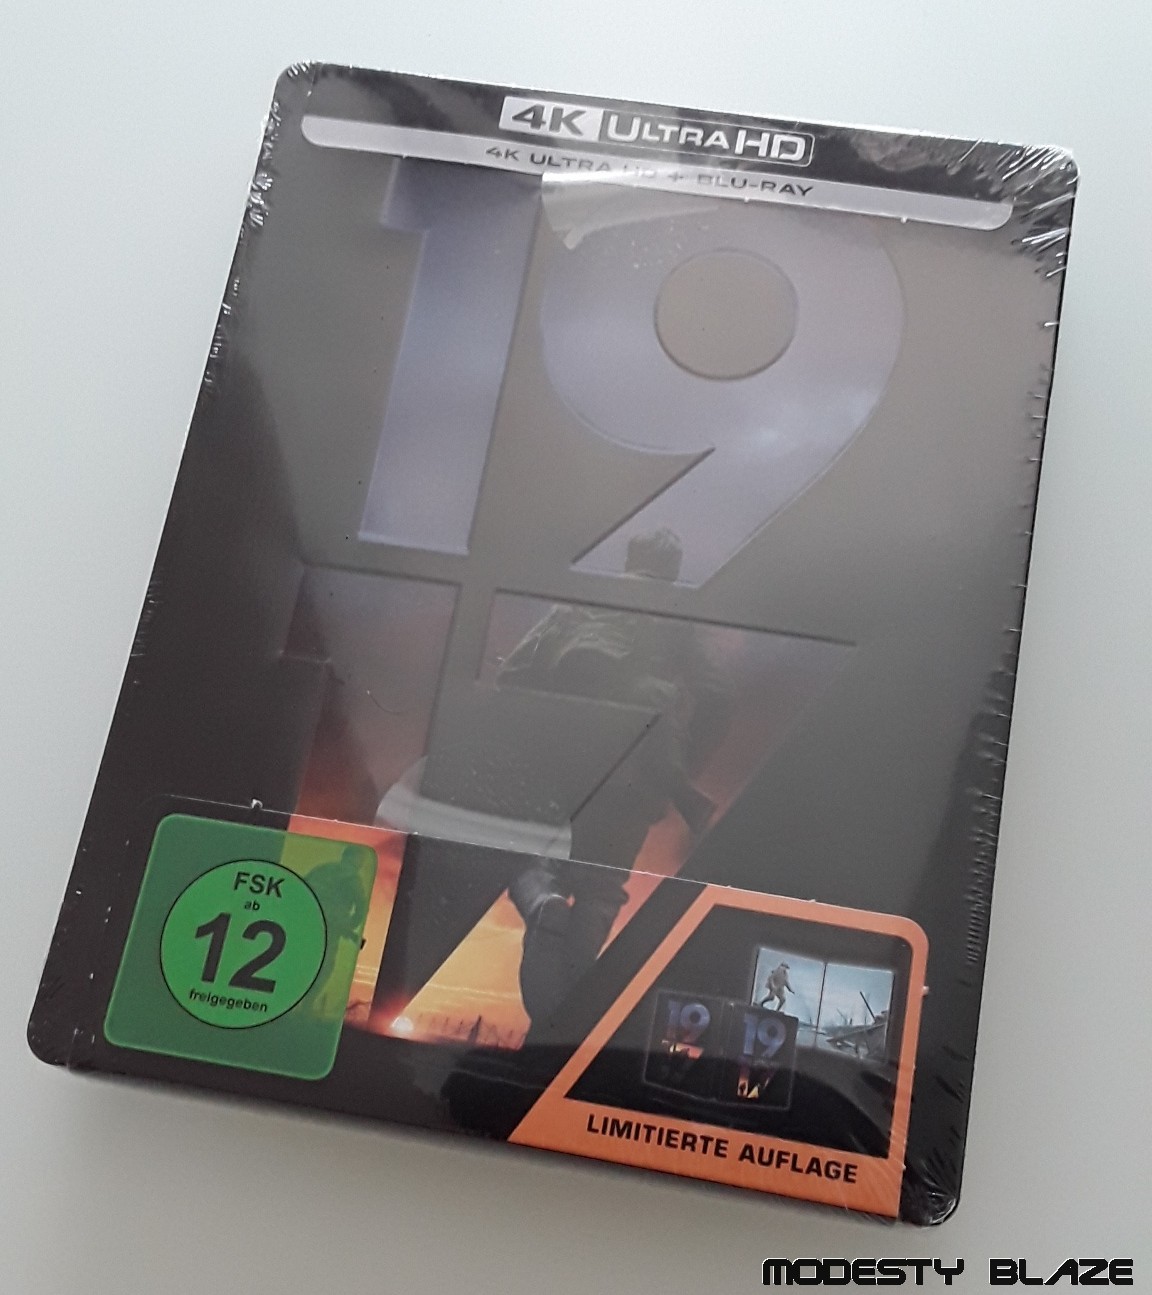 4K ULTRA HD
4K ULTRA HD + BLU-RAY
19
17
FSK
ab
12
freigegeben
19 19
17 17
LIMITIERTE AUFLAGE
MODESTY BLAZE